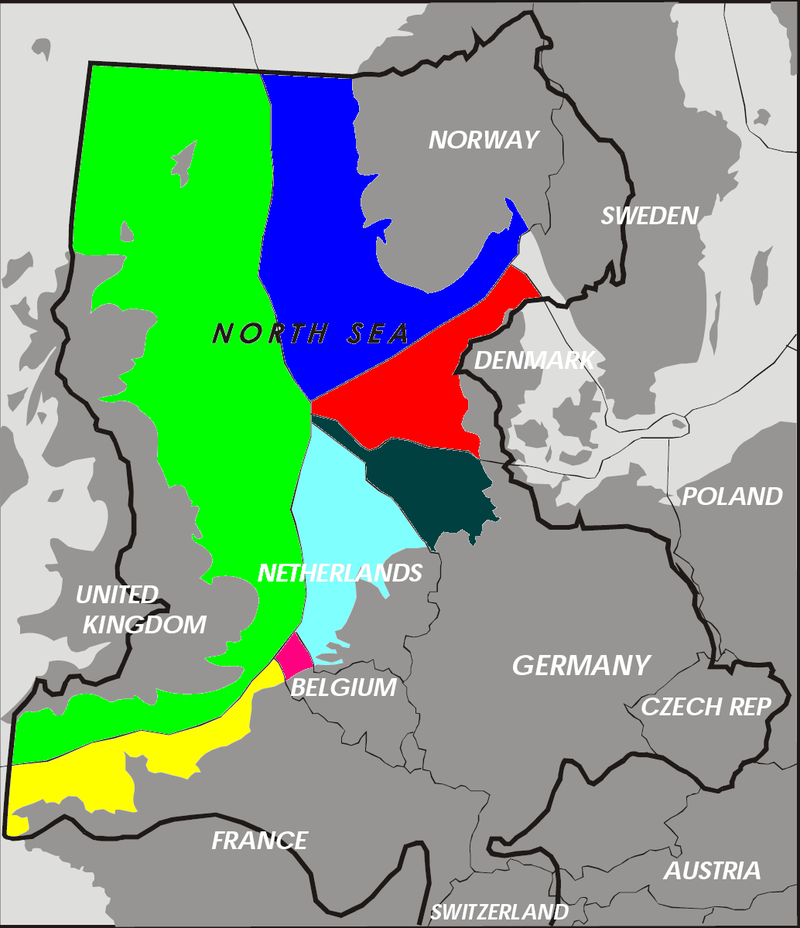 NORWAY
SWEDEN
NORTH SEA
DENMARK
POLAND
NETHERLANDS
UNITED
KINGDOM
GERMANY
BELGIUM
CZECH REP
FRANCE
AUSTRIA
SWITZERLAND